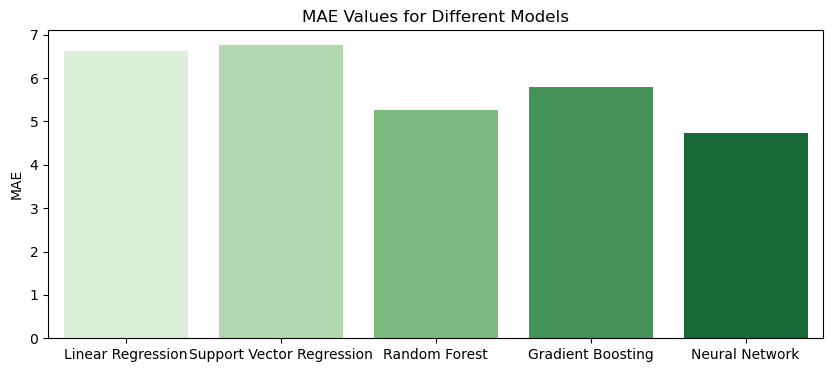 MAE Values for Different Models
7
6
5
4
3
2
1
0
MAE
Linear Regression
Support Vector Regression
Random Forest
Gradient Boosting
Neural Network